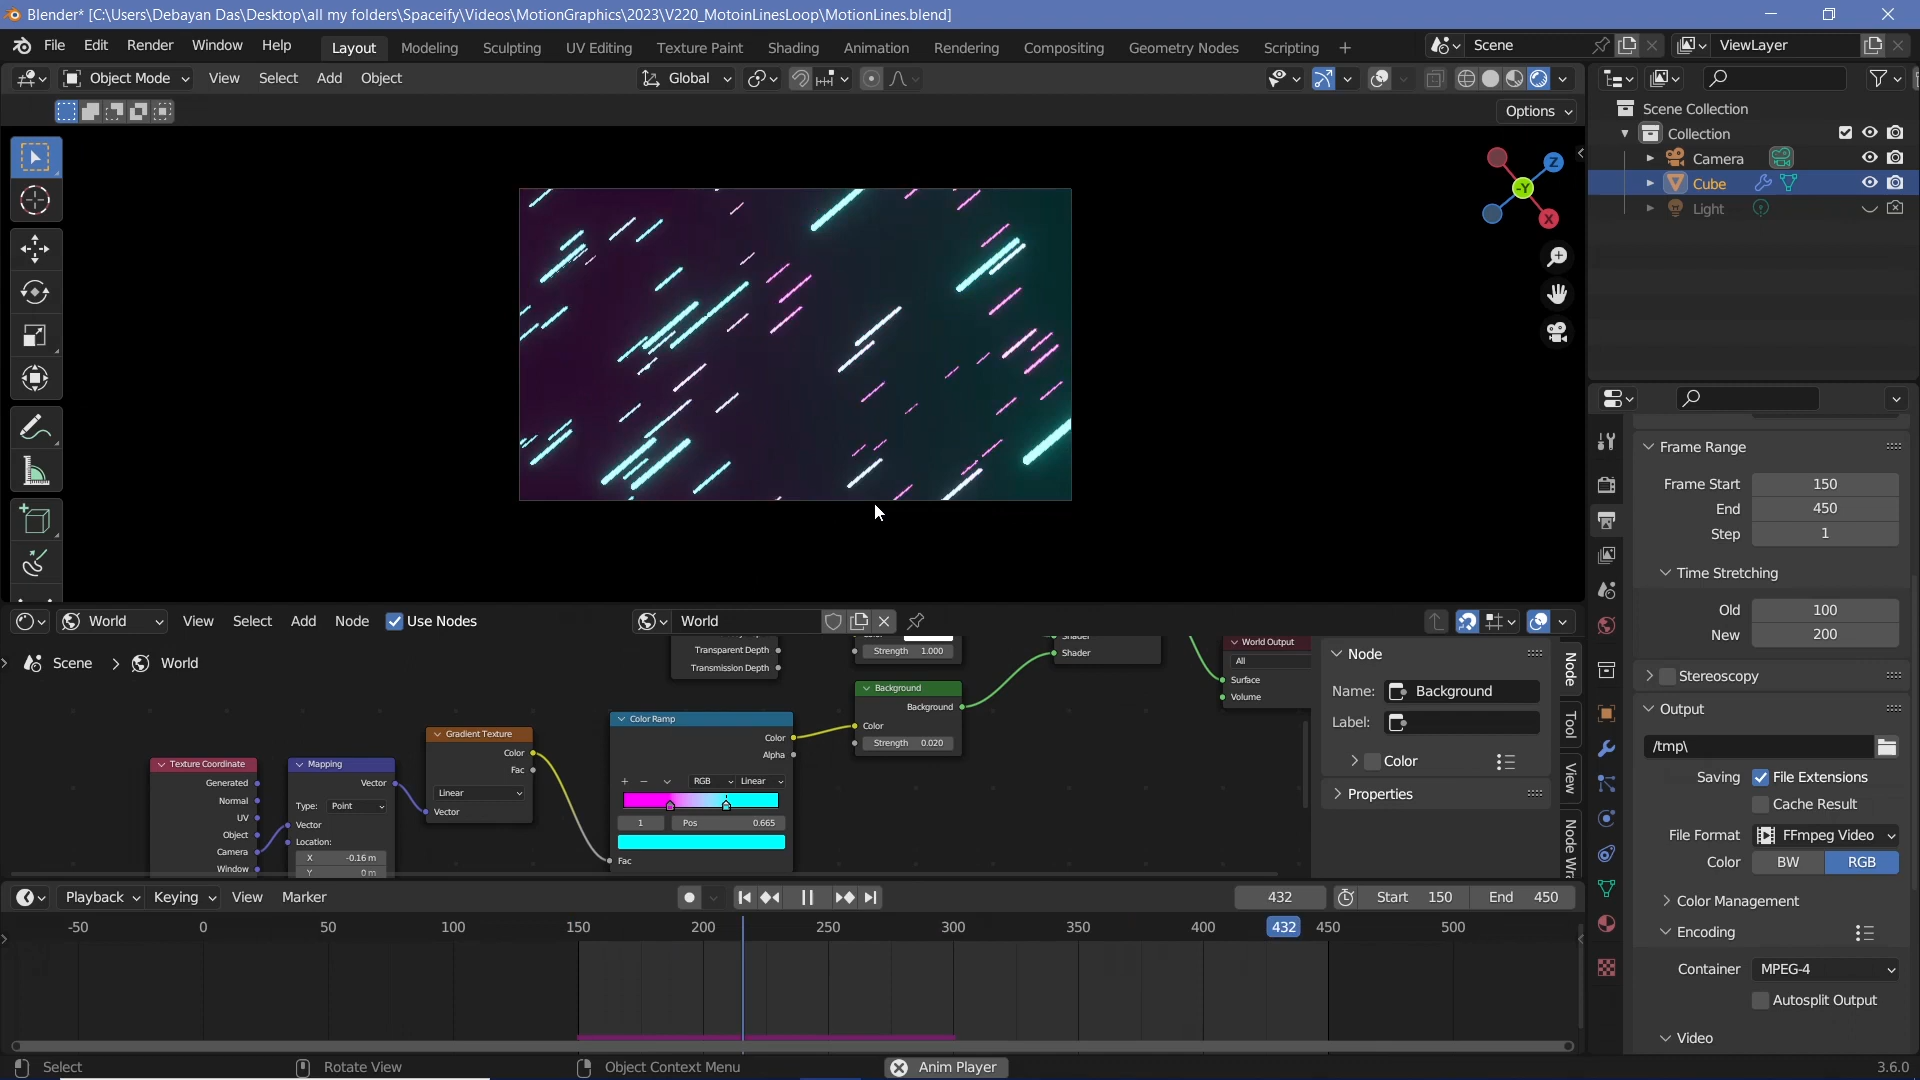 Blender* [C:\Users\Debayan Das\Desktop\all my folders\Spaceify\Videos\MotionGraphics\2023\V220_MotoinLinesLoop\MotionLines.blend]
File Edit Render Window Help Layout Modeling Sculpting UV Editing Texture Paint Shading Animation Rendering Compositing Geometry Nodes Scripting + Scene ViewLayer
Object Mode View Select Add Object Global
Options
Z
-Y
X
Scene Collection
Collection
Camera
Cube
Light
Frame Range
Frame Start 150
End 450
Step 1
Time Stretching
Old 100
New 200
Stereoscopy
Output
/tmp\
Saving File Extensions
Cache Result
File Format FFmpeg Video
Color BW RGB
Color Management
Encoding
Container MPEG-4
Autosplit Output
Video
World View Select Add Node Use Nodes World
Scene > World
Transparent Depth
Transmission Depth
Strength 1.000
Shader
World Output
All
Surface
Volume
Background
Background
Color
Strength 0.020
Color Ramp
Color
Alpha
RGB Linear
1 Pos 0.665
Fac
Gradient Texture
Color
Fac
Linear
Vector
Mapping
Vector
Type: Point
Vector
Location:
X -0.16 m
Y 0 m
Texture Coordinate
Generated
Normal
UV
Object
Camera
Window
Node
Name: Background
Label:
Color
Properties
Node
Tool
View
Node Wr
Playback Keying View Marker 432 Start 150 End 450
-50 0 50 100 150 200 250 300 350 400 432 450 500
Select Rotate View Object Context Menu Anim Player 3.6.0